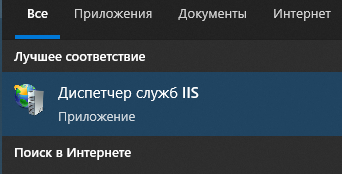 Все Приложения Документы Интернет
Лучшее соответствие
Диспетчер служб IIS
Приложение
Поиск в Интернете